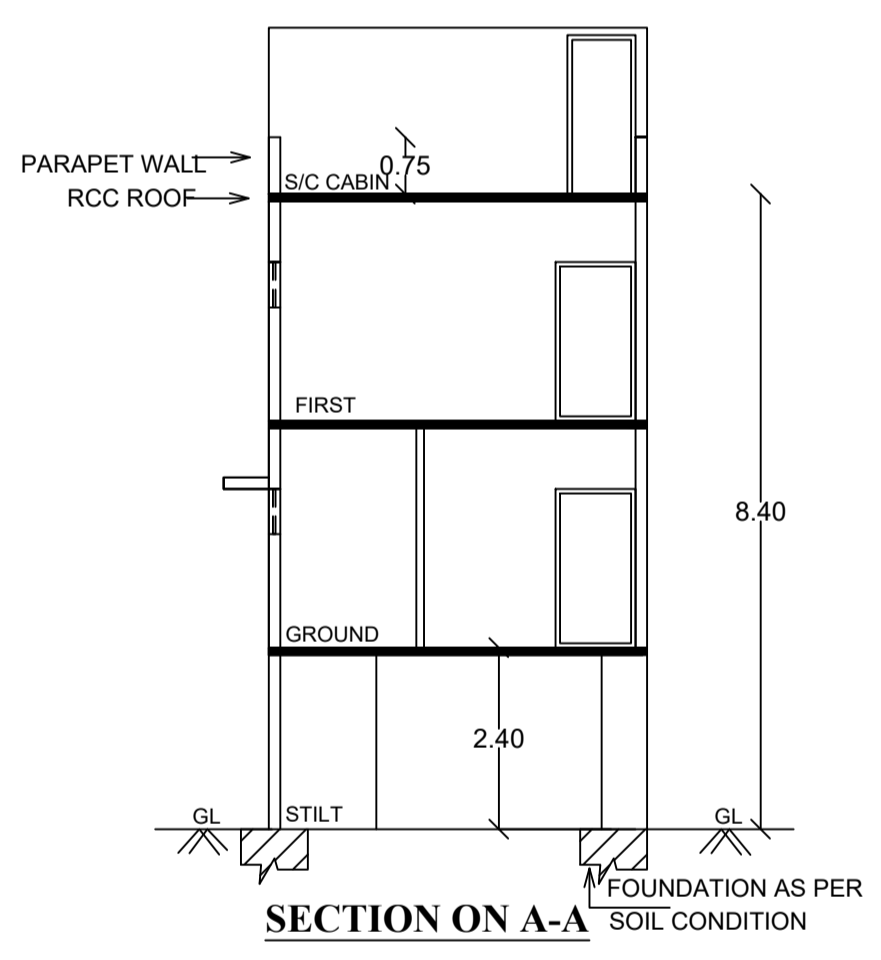 PARAPET WALL
0.75
S/C CABIN
RCC ROOF
FIRST
8.40
GROUND
2.40
GL
STILT
GL
FOUNDATION AS PER
SOIL CONDITION
SECTION ON A-A